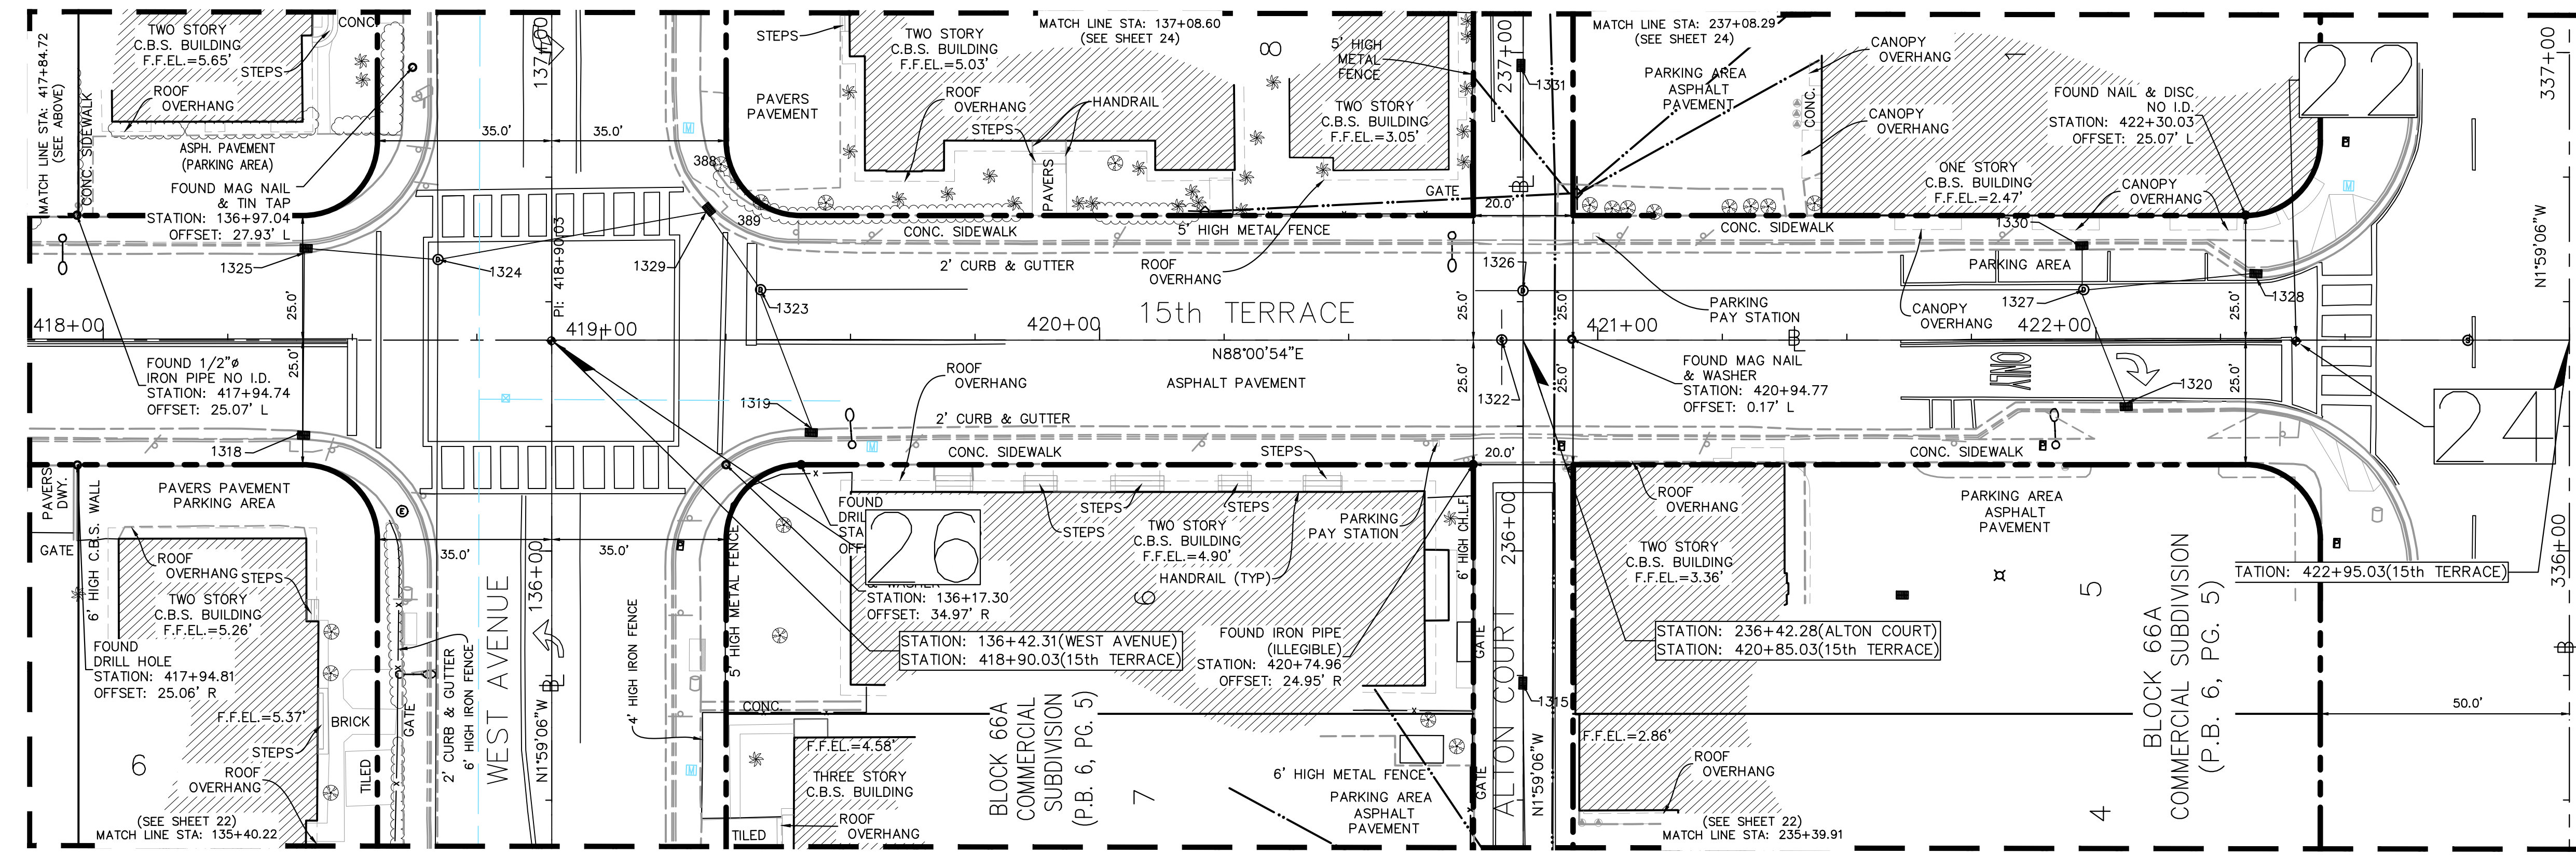 MATCH LINE STA: 417+84.72
(SEE ABOVE)
CONC. SIDEWALK
TWO STORY
C.B.S. BUILDING
F.F.EL.=5.65'
STEPS
CONC.
ROOF
OVERHANG
ASPH. PAVEMENT
(PARKING AREA)
FOUND MAG NAIL
& TIN TAP
STATION: 136+97.04
OFFSET: 27.93' L
137+00
35.0'
35.0'
STEPS
TWO STORY
C.B.S. BUILDING
F.F.EL.=5.03'
MATCH LINE STA: 137+08.60
(SEE SHEET 24)
PAVERS
PAVEMENT
ROOF
OVERHANG
HANDRAIL
STEPS
PAVERS
8
5' HIGH
METAL
FENCE
TWO STORY
C.B.S. BUILDING
F.F.EL.=3.05'
GATE
237+00
1331
MATCH LINE STA: 237+08.29
(SEE SHEET 24)
PARKING AREA
ASPHALT
PAVEMENT
CANOPY
OVERHANG
CONC.
CANOPY
OVERHANG
1
FOUND NAIL & DISC
NO I.D.
STATION: 422+30.03
OFFSET: 25.07' L
ONE STORY
C.B.S. BUILDING
F.F.EL.=2.47'
CANOPY
OVERHANG
22
337+00
N1°59'06"W
388
389
20.0'
CONC. SIDEWALK
5' HIGH METAL FENCE
CONC. SIDEWALK
1330
1325
1324
1329
PI: 418+90.03
2' CURB & GUTTER
ROOF
OVERHANG
1326
PARKING AREA
1323
15th TERRACE
PARKING
PAY STATION
CANOPY
OVERHANG
1327
1328
25.0'
25.0'
25.0'
25.0'
418+00
419+00
420+00
421+00
422+00
N88°00'54"E
ASPHALT PAVEMENT
FOUND 1/2"ø
IRON PIPE NO I.D.
STATION: 417+94.74
OFFSET: 25.07' L
25.0'
25.0'
25.0'
25.0'
ROOF
OVERHANG
1322
FOUND MAG NAIL
& WASHER
STATION: 420+94.77
OFFSET: 0.17' L
ONLY
1320
24
1319
2' CURB & GUTTER
1318
CONC. SIDEWALK
STEPS
20.0'
CONC. SIDEWALK
PAVERS
DWY.
GATE
6' HIGH C.B.S. WALL
PAVERS PAVEMENT
PARKING AREA
ROOF
OVERHANG
STEPS
TWO STORY
C.B.S. BUILDING
F.F.EL.=5.26'
FOUND
DRILL HOLE
STATION: 417+94.81
OFFSET: 25.06' R
F.F.EL.=5.37'
STEPS
BRICK
6
ROOF
OVERHANG
TILED
GATE
(SEE SHEET 22)
MATCH LINE STA: 135+40.22
E
35.0'
35.0'
136+00
2' CURB & GUTTER
6' HIGH IRON FENCE
WEST AVENUE
N1°59'06"W
4' HIGH IRON FENCE
5' HIGH METAL FENCE
FOUND
DRIL
STA
OFF
26
& WASHER
STATION: 136+17.30
OFFSET: 34.97' R
STEPS
STEPS
STEPS
TWO STORY
C.B.S. BUILDING
F.F.EL.=4.90'
HANDRAIL (TYP)
PARKING
PAY STATION
6' HIGH CH.L.F.
6
STATION: 136+42.31(WEST AVENUE)
STATION: 418+90.03(15th TERRACE)
FOUND IRON PIPE
(ILLEGIBLE)
STATION: 420+74.96
OFFSET: 24.95' R
GATE
CONC.
F.F.EL.=4.58'
THREE STORY
C.B.S. BUILDING
TILED
ROOF
OVERHANG
BLOCK 66A
COMMERCIAL
SUBDIVISION
(P.B. 6, PG. 5)
7
6' HIGH METAL FENCE
PARKING AREA
ASPHALT
PAVEMENT
GATE
ALTON COURT
236+00
1315
N1°59'06"W
ROOF
OVERHANG
TWO STORY
C.B.S. BUILDING
F.F.EL.=3.36'
STATION: 236+42.28(ALTON COURT)
STATION: 420+85.03(15th TERRACE)
F.F.EL.=2.86'
ROOF
OVERHANG
(SEE SHEET 22)
MATCH LINE STA: 235+39.91
PARKING AREA
ASPHALT
PAVEMENT
5
4
BLOCK 66A
COMMERCIAL SUBDIVISION
(P.B. 6, PG. 5)
TATION: 422+95.03(15th TERRACE)
336+00
50.0'